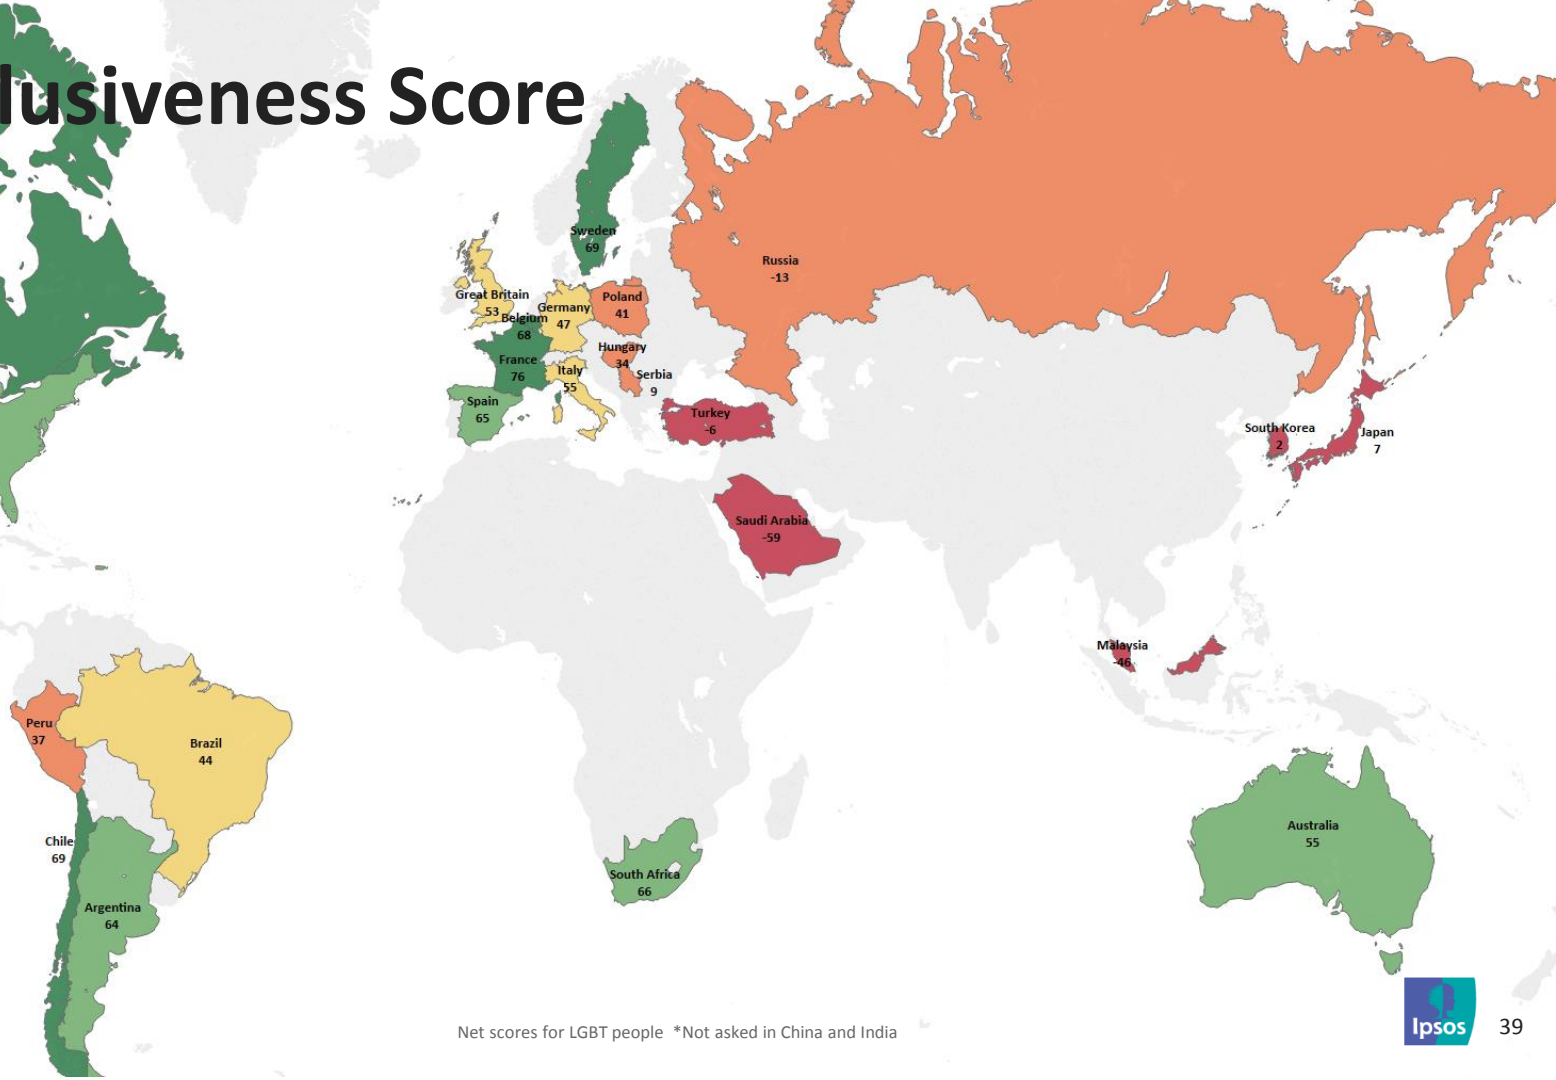 lusiveness Score
Sweden
69
Russia
-13
Great Britain
53
Germany
47
Poland
41
Belgium
68
Hungary
34
France
76
Italy
55
Serbia
9
Spain
65
Turkey
-6
South Korea
2
Japan
7
Saudi Arabia
-59
Malaysia
-46
Peru
37
Brazil
44
Chile
69
Argentina
64
South Africa
66
Australia
55
Net scores for LGBT people *Not asked in China and India
Ipsos
39